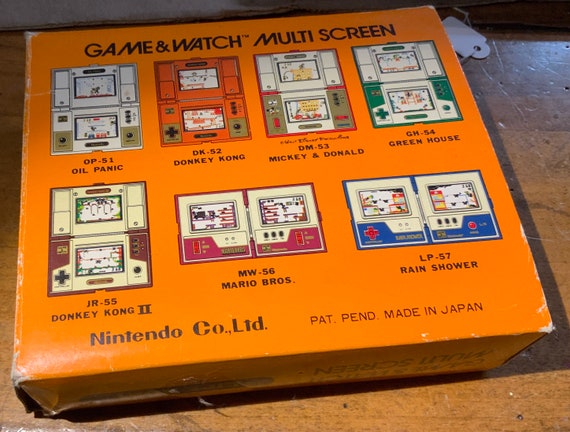 GAME & WATCH™ MULTI SCREEN
OP-51
OIL PANIC
DK-52
DONKEY KONG
DM-53
MICKEY & DONALD
GH-54
GREEN HOUSE
JR-55
DONKEY KONG II
MW-56
MARIO BROS.
LP-57
RAIN SHOWER
Nintendo Co.,Ltd.
PAT. PEND. MADE IN JAPAN
MULTI SCREEN